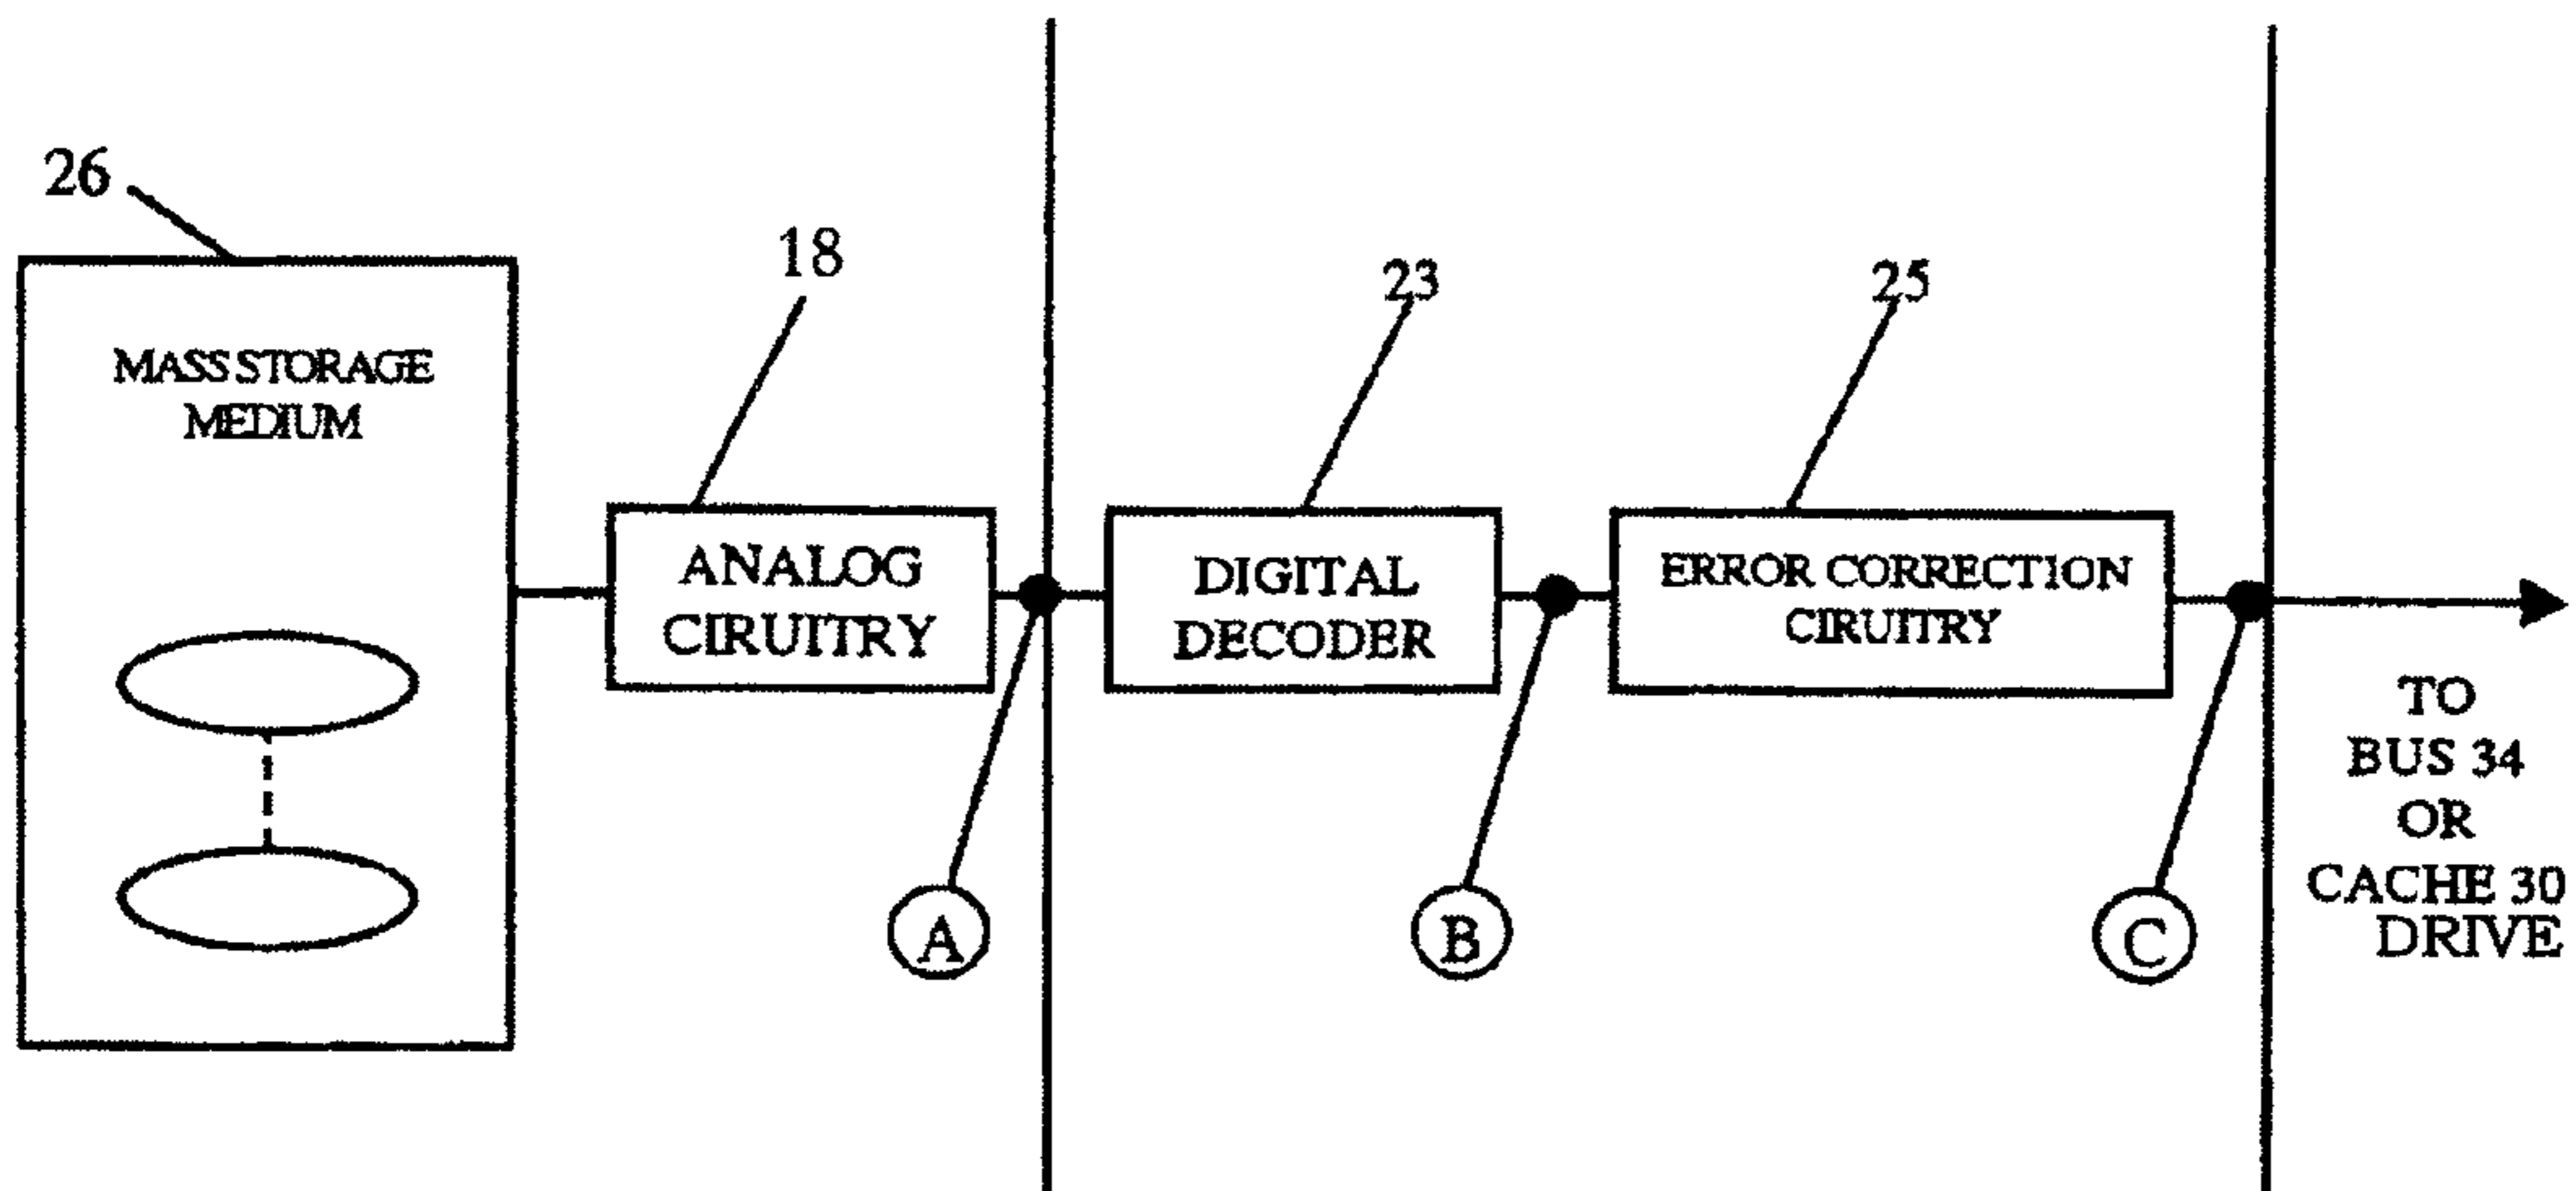 26
18
23
25
MASS STORAGE
MEDIUM
ANALOG
CIRUITRY
DIGITAL
DECODER
ERROR CORRECTION
CIRUITRY
TO
BUS 34
OR
CACHE 30
DRIVE
A
B
C